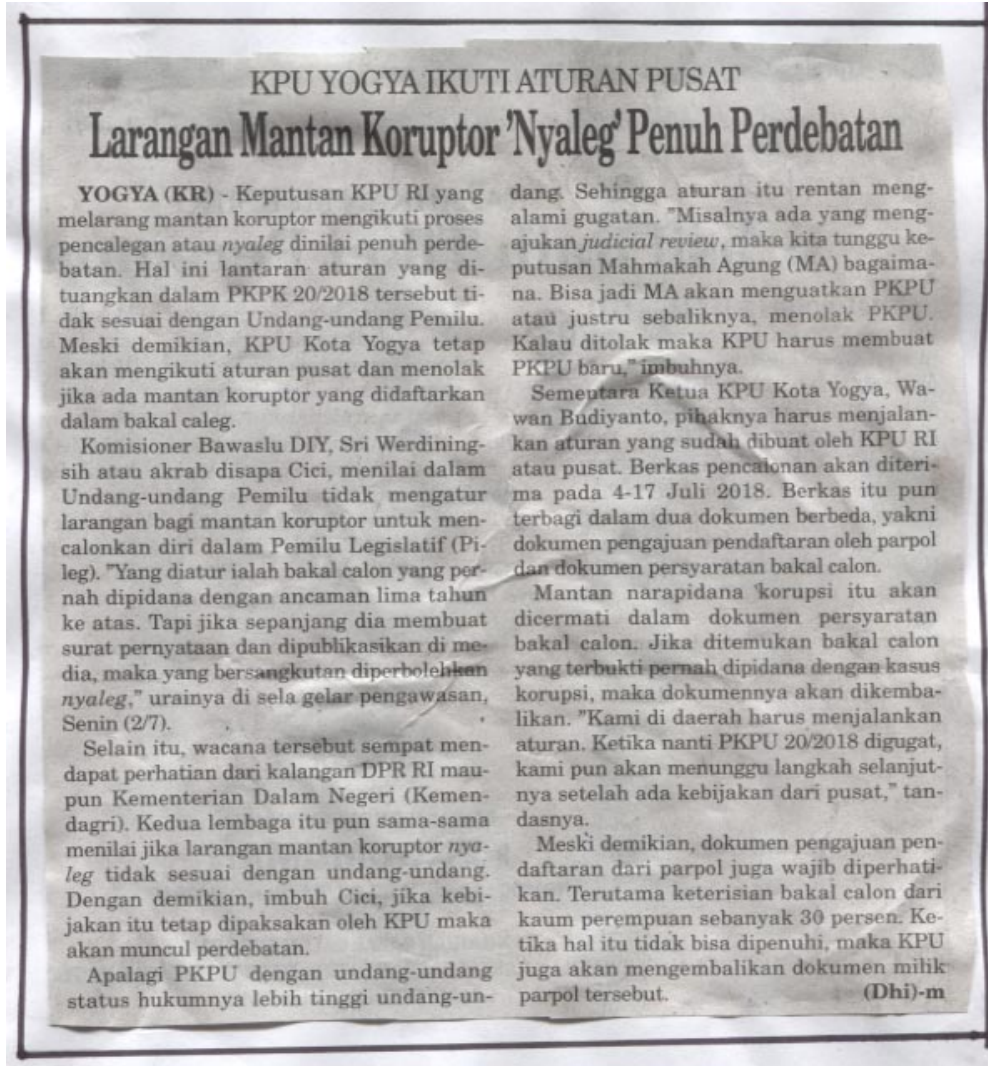 KPU YOGYA IKUTI ATURAN PUSAT
Larangan Mantan Koruptor 'Nyaleg' Penuh Perdebatan
YOGYA (KR) - Keputusan KPU RI yang
melarang mantan koruptor mengikuti proses
pencalegan atau nyaleg dinilai penuh perde-
batan. Hal ini lantaran aturan yang di-
tuangkan dalam PKPK 20/2018 tersebut ti-
dak sesuai dengan Undang-undang Pemilu.
Meski demikian, KPU Kota Yogya tetap
akan mengikuti aturan pusat dan menolak
jika ada mantan koruptor yang didaftarkan
dalam bakal caleg.
Komisioner Bawaslu DIY, Sri Werdining-
sih atau akrab disapa Cici, menilai dalam
Undang-undang Pemilu tidak mengatur
larangan bagi mantan koruptor untuk men-
calonkan diri dalam Pemilu Legislatif (Pi-
leg). "Yang diatur ialah bakal calon yang per-
nah dipidana dengan ancaman lima tahun
ke atas. Tapi jika sepanjang dia membuat
surat pernyataan dan dipublikasikan di me-
dia, maka yang bersangkutan diperbolehkan
nyaleg," urainya di sela gelar pengawasan,
Senin (2/7).
Selain itu, wacana tersebut sempat men-
dapat perhatian dari kalangan DPR RI mau-
pun Kementerian Dalam Negeri (Kemen-
dagri). Kedua lembaga itu pun sama-sama
menilai jika larangan mantan koruptor nya-
leg tidak sesuai dengan undang-undang.
Dengan demikian, imbuh Cici, jika kebi-
jakan itu tetap dipaksakan oleh KPU maka
akan muncul perdebatan.
Apalagi PKPU dengan undang-undang
status hukumnya lebih tinggi undang-un-
dang. Sehingga aturan itu rentan meng-
alami gugatan. "Misalnya ada yang meng-
ajukan judicial review, maka kita tunggu ke-
putusan Mahmakah Agung (MA) bagaima-
na. Bisa jadi MA akan menguatkan PKPU
atau justru sebaliknya, menolak PKPU.
Kalau ditolak maka KPU harus membuat
PKPU baru," imbuhnya.
Sementara Ketua KPU Kota Yogya, Wa-
wan Budiyanto, pihaknya harus menjalan-
kan aturan yang sudah dibuat oleh KPU RI
atau pusat. Berkas pencalonan akan diteri-
ma pada 4-17 Juli 2018. Berkas itu pun
terbagi dalam dua dokumen berbeda, yakni
dokumen pengajuan pendaftaran oleh parpol
dan dokumen persyaratan bakal calon.
Mantan narapidana korupsi itu akan
dicermati dalam dokumen persyaratan
bakal calon. Jika ditemukan bakal calon
yang terbukti pernah dipidana dengan kasus
korupsi, maka dokumennya akan dikemba-
likan. "Kami di daerah harus menjalankan
aturan. Ketika nanti PKPU 20/2018 digugat,
kami pun akan menunggu langkah selanjut-
nya setelah ada kebijakan dari pusat," tan-
dasnya.
Meski demikian, dokumen pengajuan pen-
daftaran dari parpol juga wajib diperhati-
kan. Terutama keterisian bakal calon dari
kaum perempuan sebanyak 30 persen. Ke-
tika hal itu tidak bisa dipenuhi, maka KPU
juga akan mengembalikan dokumen milik
parpol tersebut. (Dhi)-m